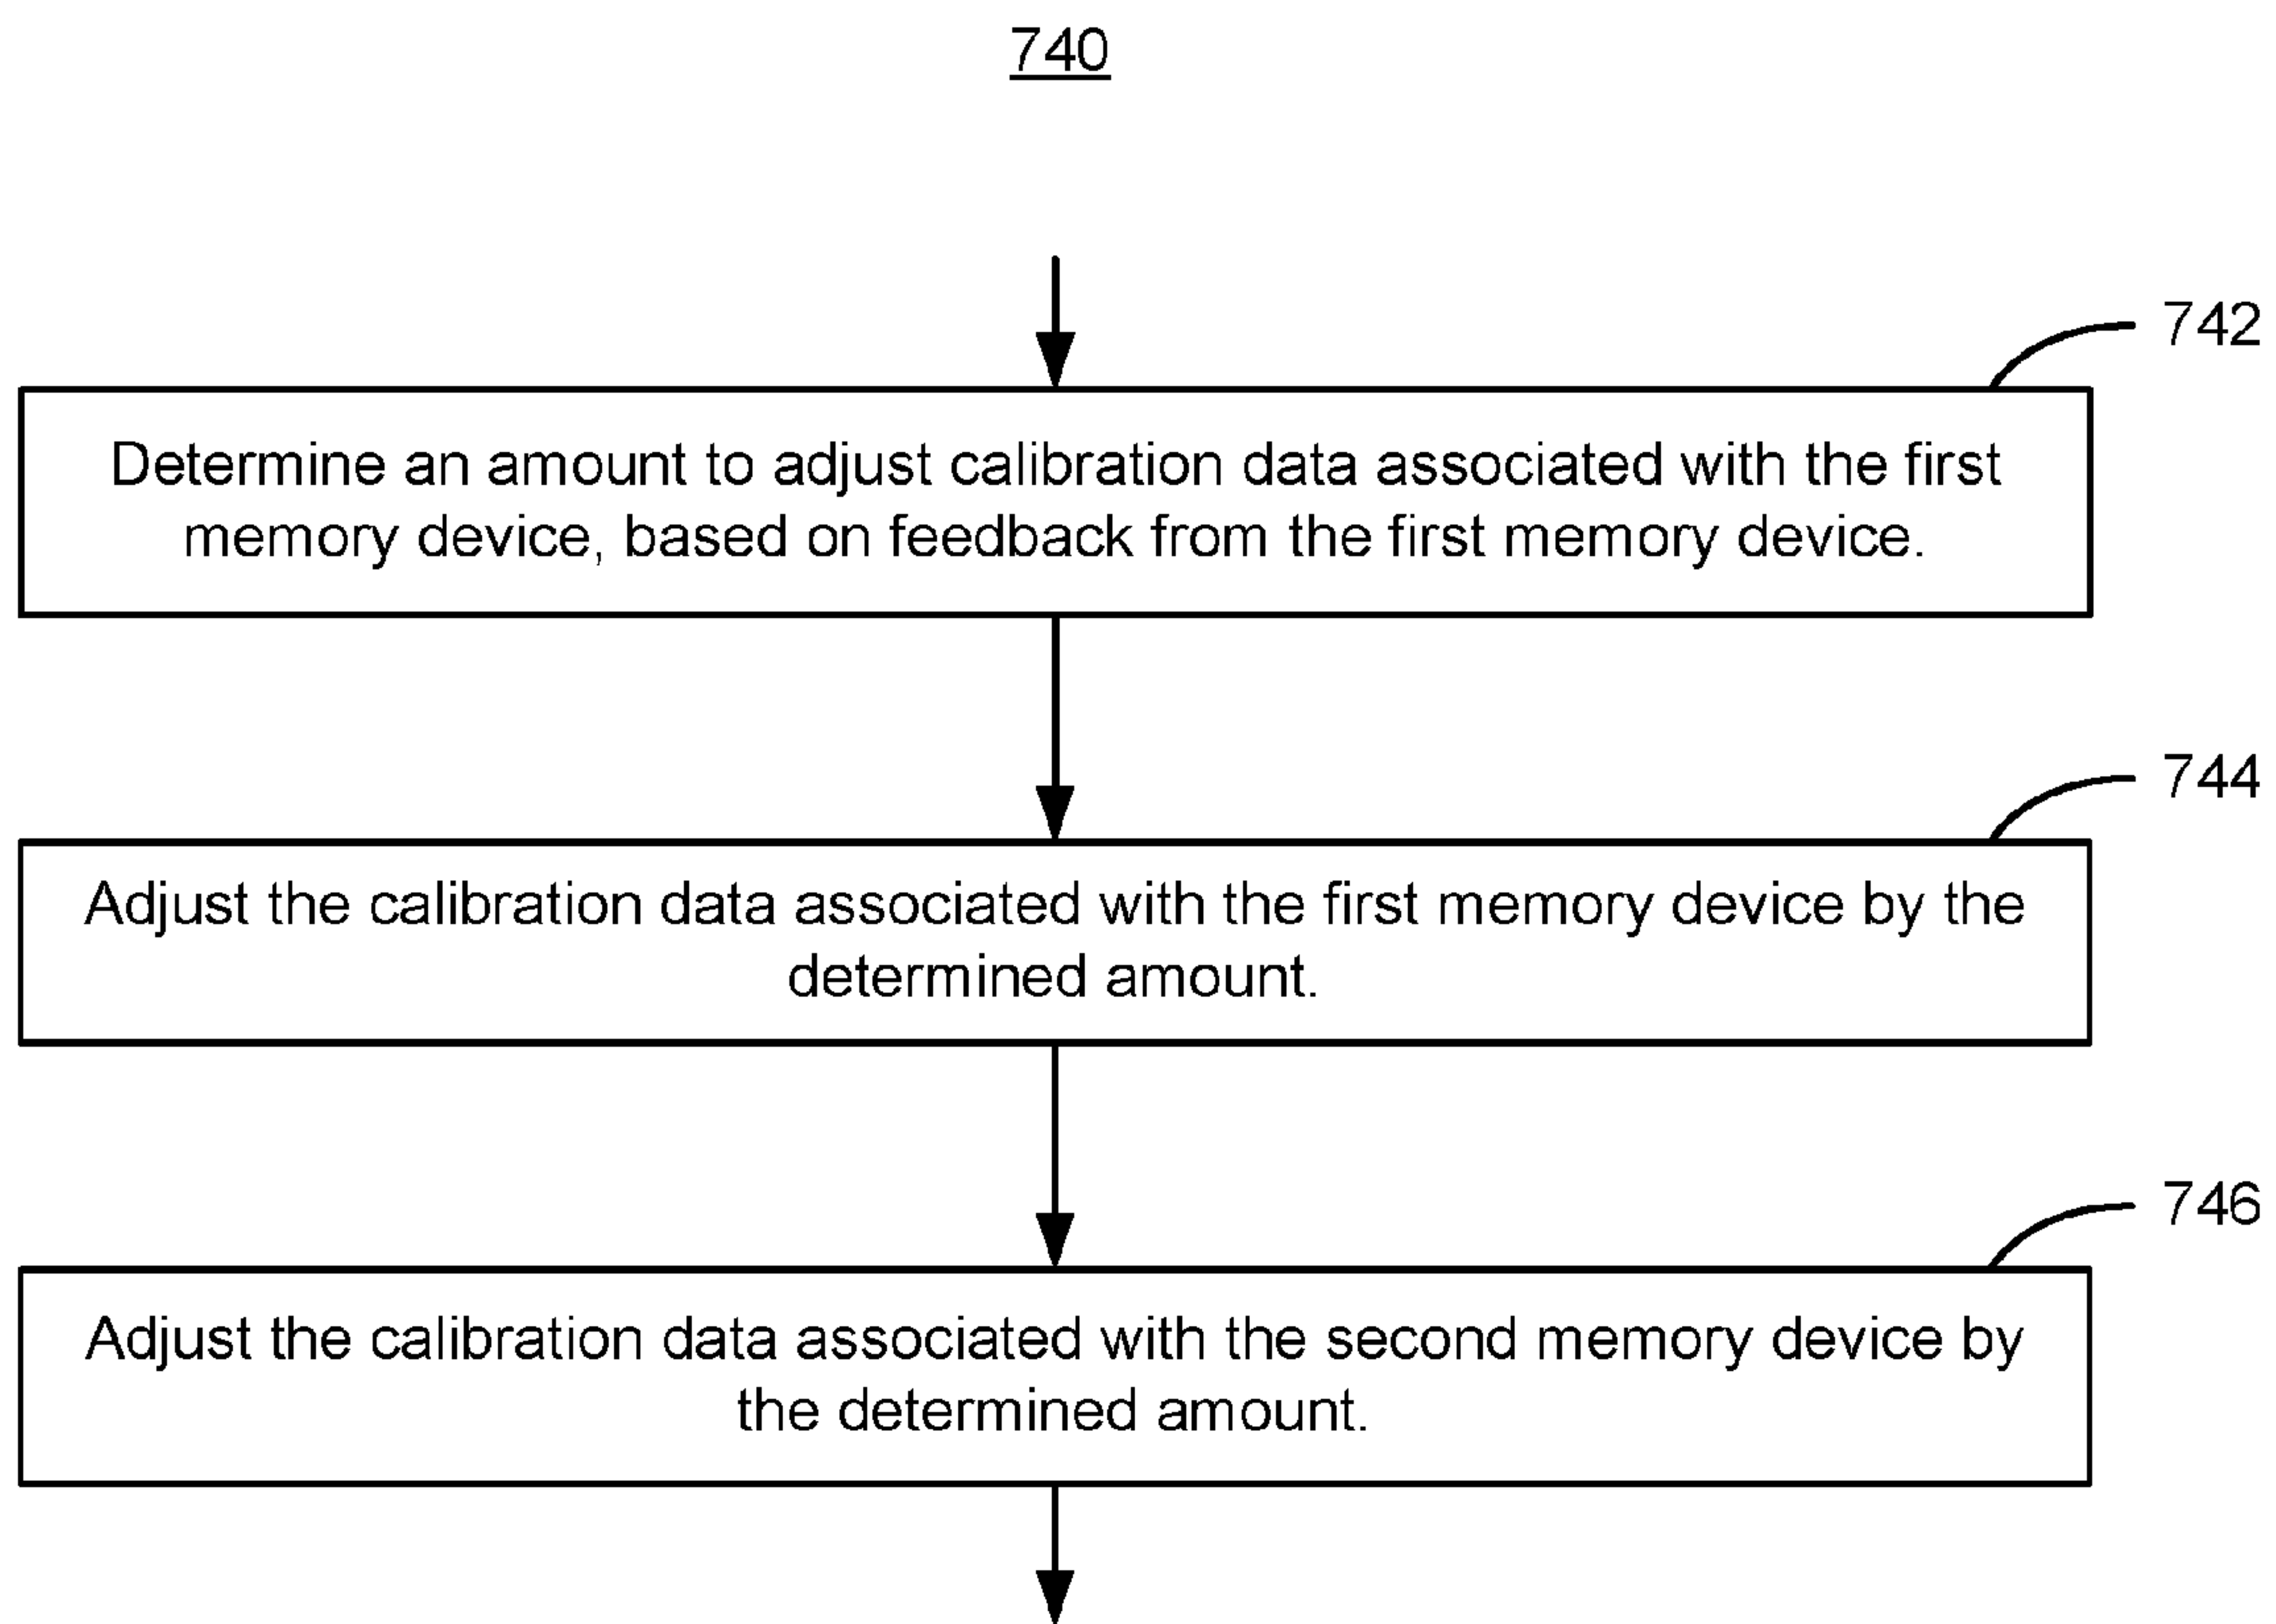 740
742
Determine an amount to adjust calibration data associated with the first
memory device, based on feedback from the first memory device.
744
Adjust the calibration data associated with the first memory device by the
determined amount.
746
Adjust the calibration data associated with the second memory device by
the determined amount.